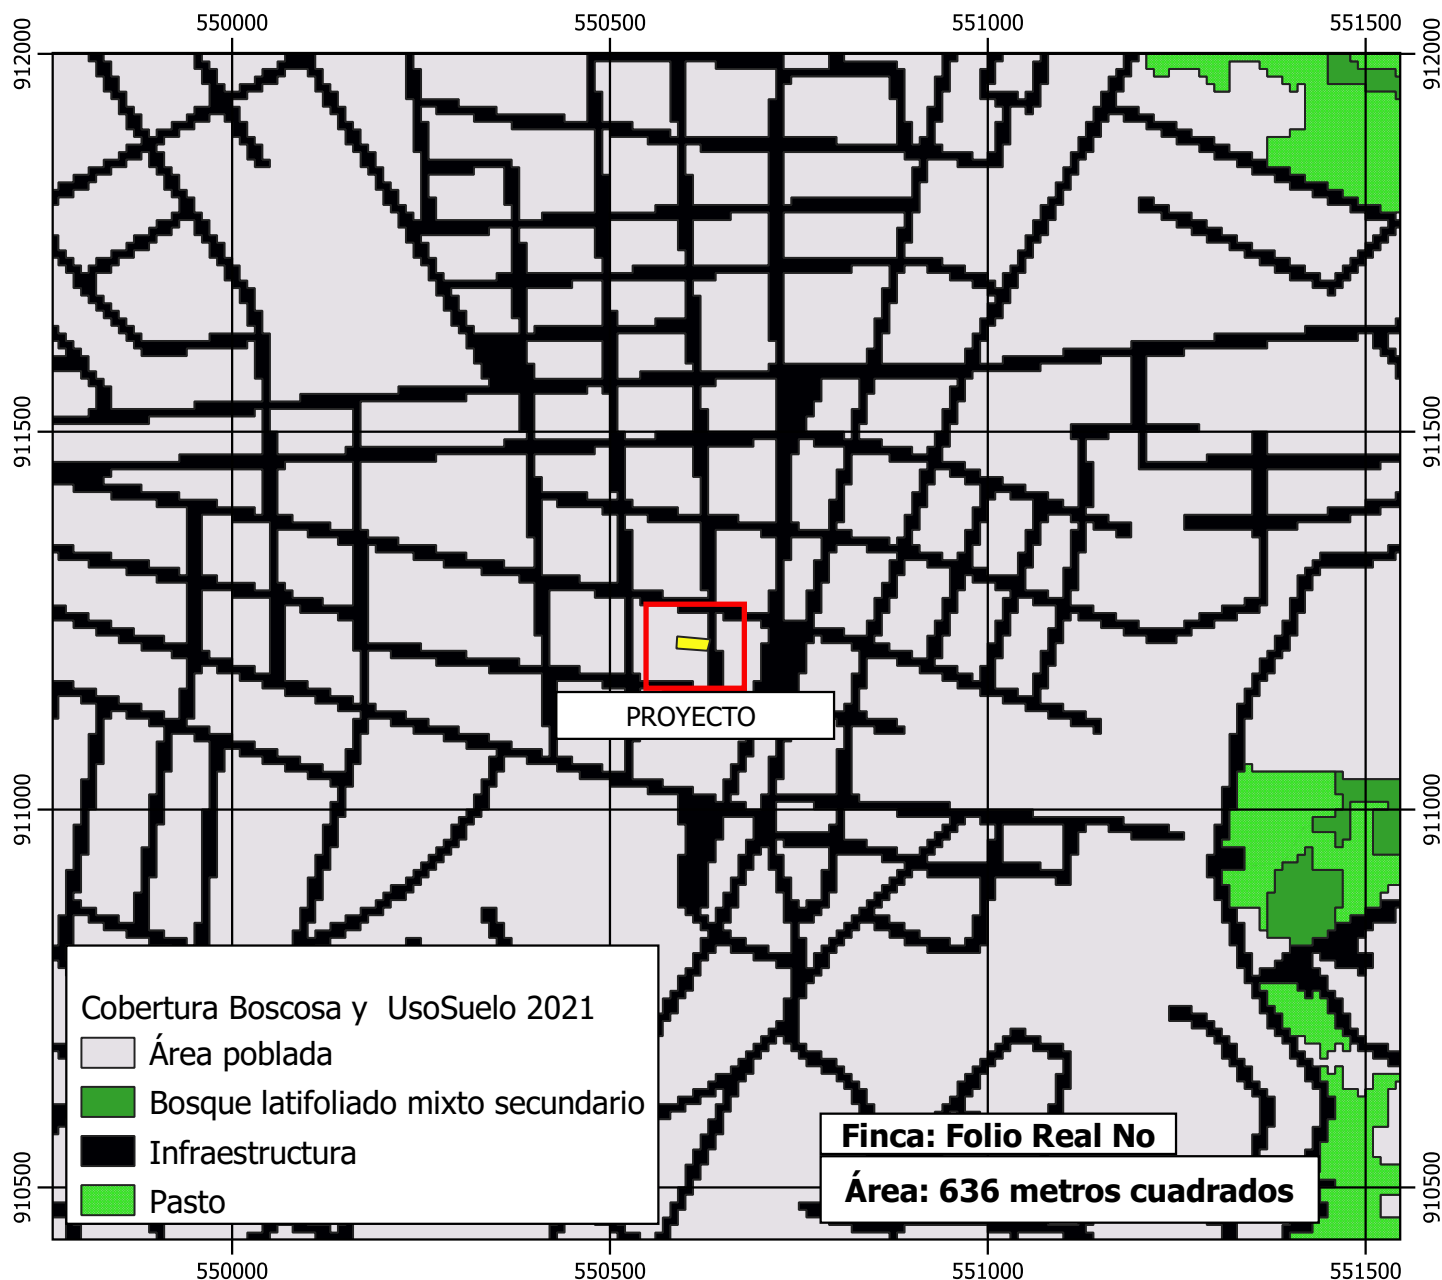 550000 550500 551000 551500
912000 912000
911500 911500
PROYECTO
911000 911000
Cobertura Boscosa y UsoSuelo 2021
Área poblada
Bosque latifoliado mixto secundario
Infraestructura
Pasto
Finca: Folio Real No
Área: 636 metros cuadrados
910500 910500
550000 550500 551000 551500